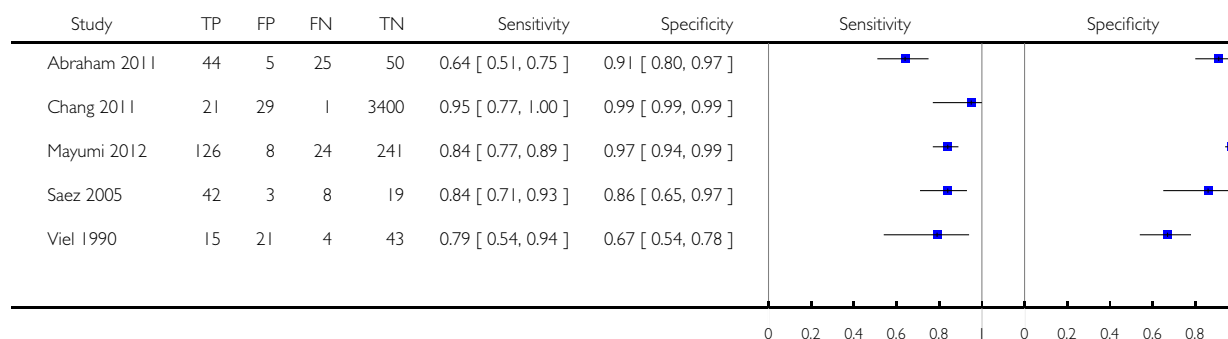 Study TP FP FN TN Sensitivity Specificity Sensitivity Specificity
Abraham 2011 44 5 25 50 0.64 [ 0.51, 0.75 ] 0.91 [ 0.80, 0.97 ]
Chang 2011 21 29 1 3400 0.95 [ 0.77, 1.00 ] 0.99 [ 0.99, 0.99 ]
Mayumi 2012 126 8 24 241 0.84 [ 0.77, 0.89 ] 0.97 [ 0.94, 0.99 ]
Saez 2005 42 3 8 19 0.84 [ 0.71, 0.93 ] 0.86 [ 0.65, 0.97 ]
Viel 1990 15 21 4 43 0.79 [ 0.54, 0.94 ] 0.67 [ 0.54, 0.78 ]
0 0.2 0.4 0.6 0.8 1 0 0.2 0.4 0.6 0.8